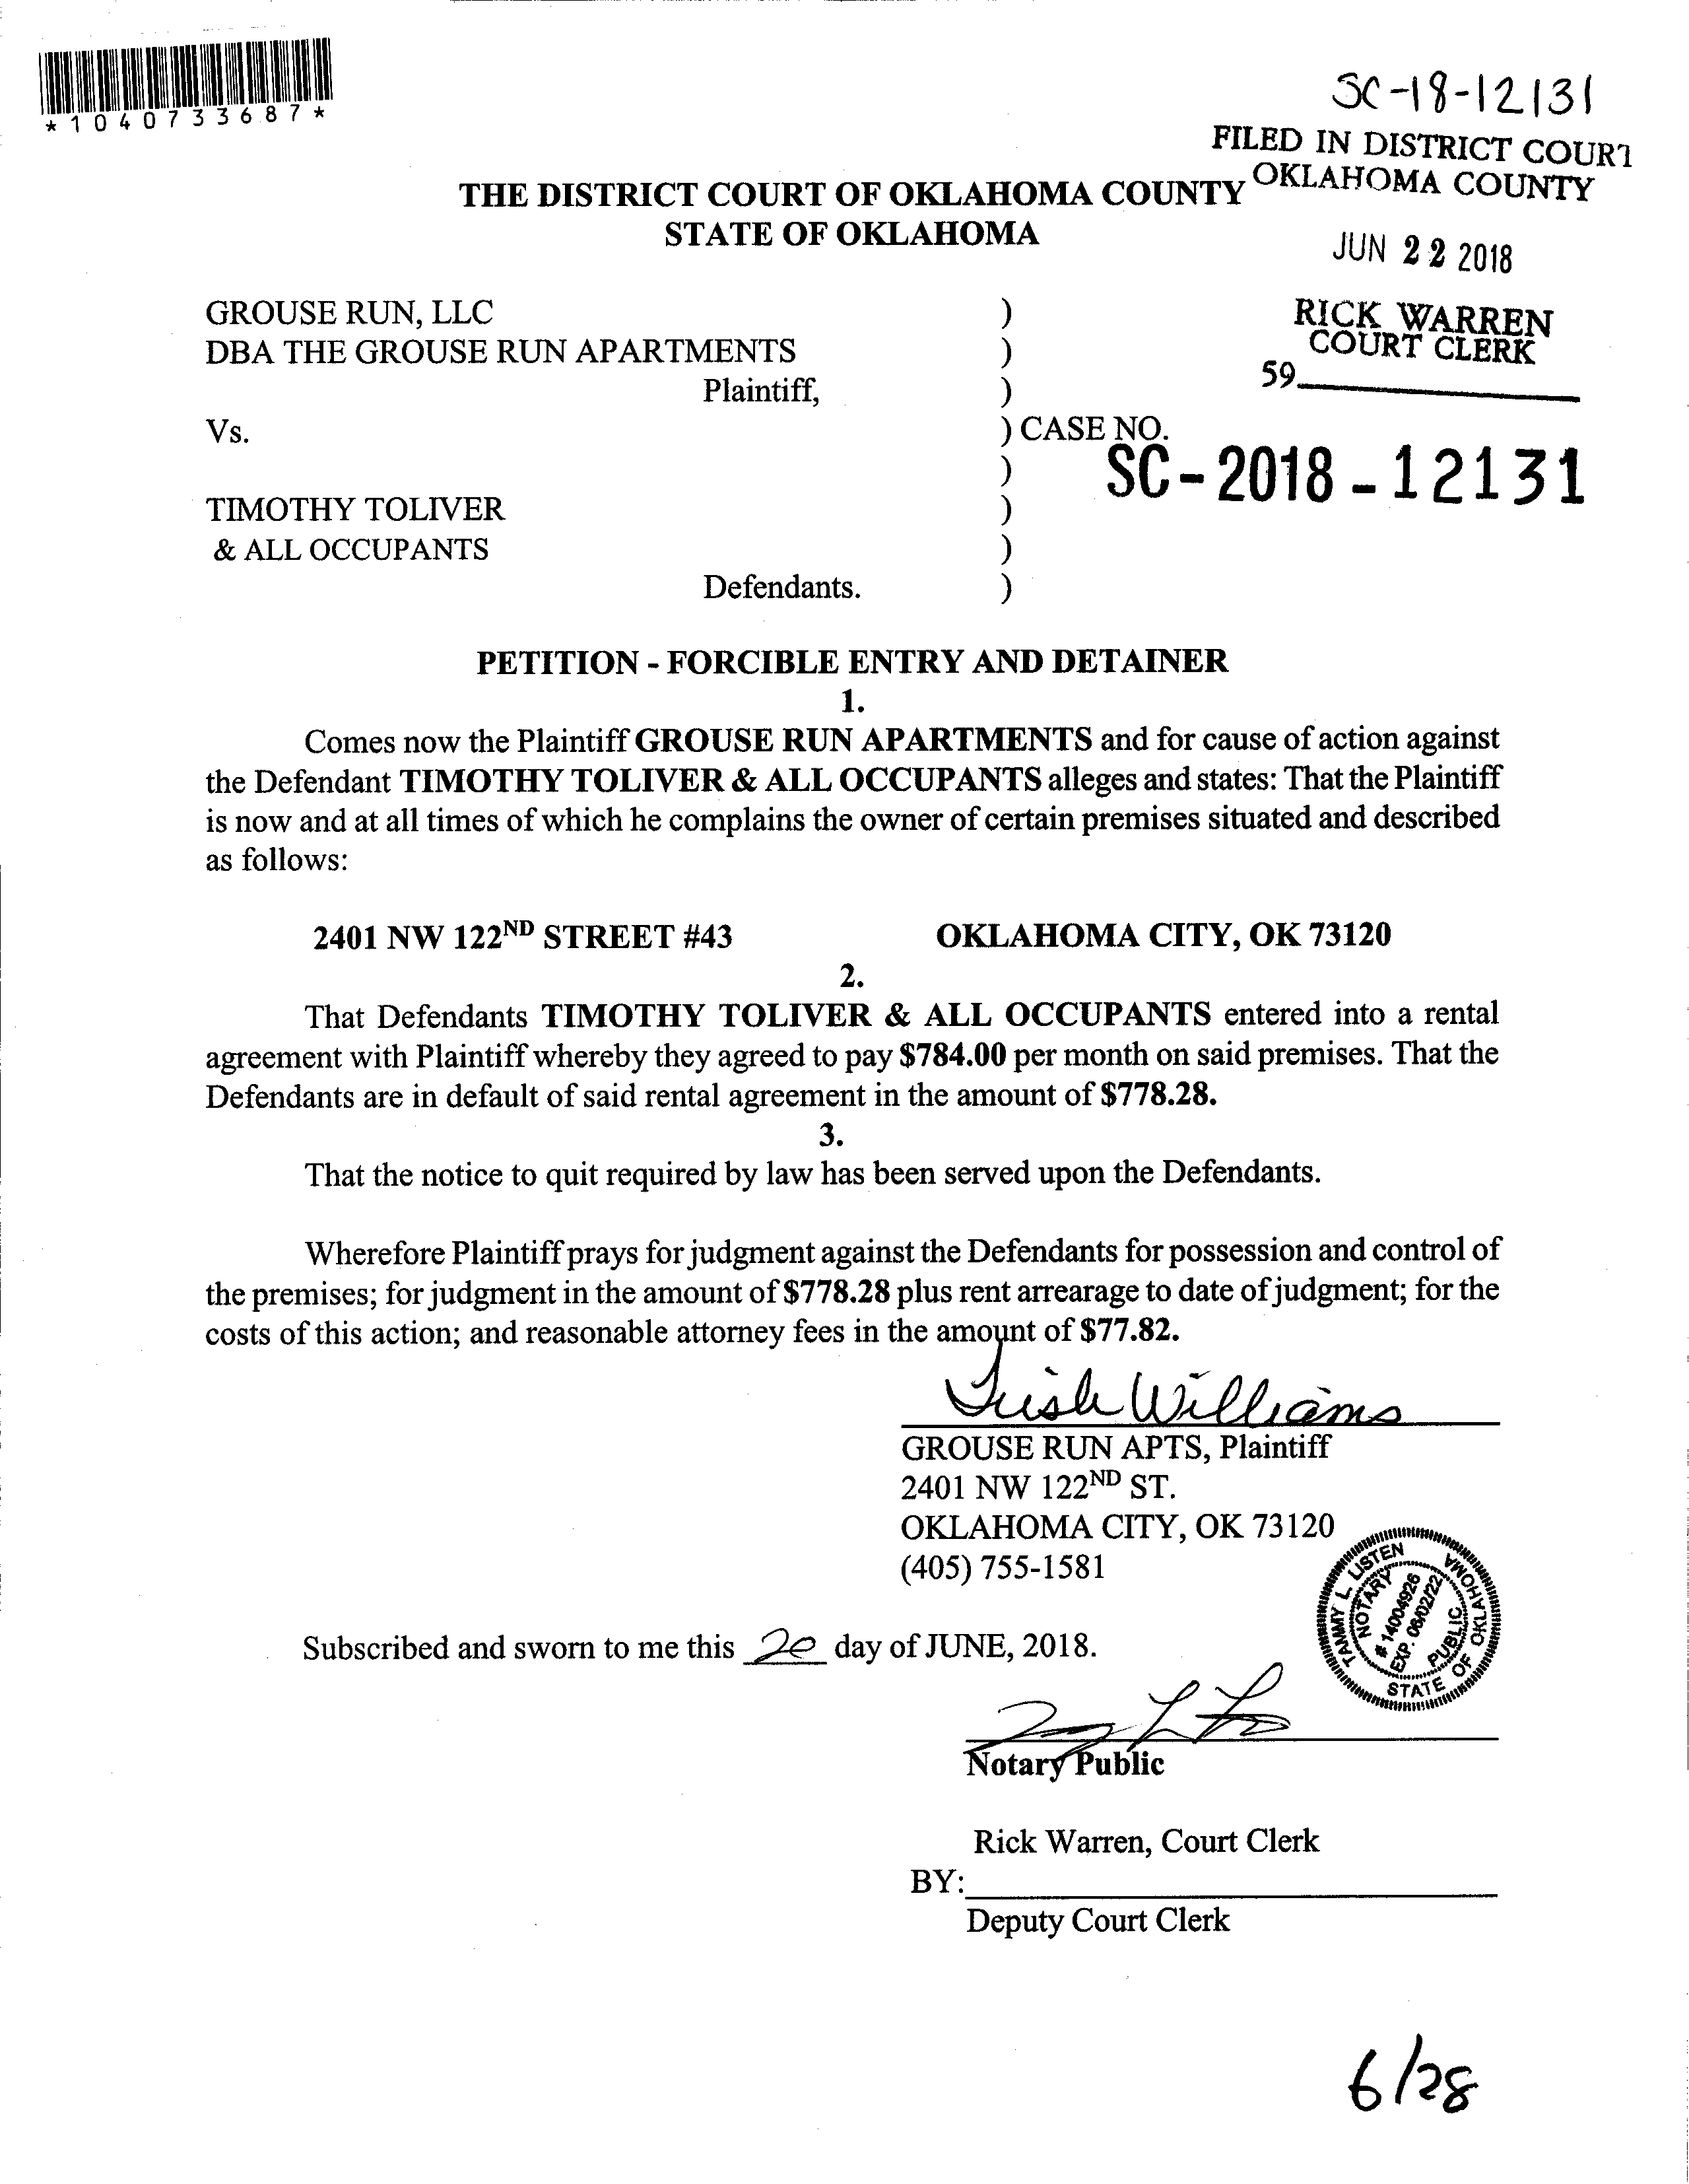 *1040733687*
SC-18-12131
FILED IN DISTRICT COURT
OKLAHOMA COUNTY
THE DISTRICT COURT OF OKLAHOMA COUNTY
STATE OF OKLAHOMA
JUN 22 2018
GROUSE RUN, LLC )
DBA THE GROUSE RUN APARTMENTS )
Plaintiff, )
RICK WARREN
COURT CLERK
59
Vs. ) CASE NO.
) SC-2018-12131
TIMOTHY TOLIVER )
& ALL OCCUPANTS )
Defendants. )
PETITION - FORCIBLE ENTRY AND DETAINER
1.
Comes now the Plaintiff GROUSE RUN APARTMENTS and for cause of action against
the Defendant TIMOTHY TOLIVER & ALL OCCUPANTS alleges and states: That the Plaintiff
is now and at all times of which he complains the owner of certain premises situated and described
as follows:
2401 NW 122ND STREET #43 OKLAHOMA CITY, OK 73120
2.
That Defendants TIMOTHY TOLIVER & ALL OCCUPANTS entered into a rental
agreement with Plaintiff whereby they agreed to pay $784.00 per month on said premises. That the
Defendants are in default of said rental agreement in the amount of $778.28.
3.
That the notice to quit required by law has been served upon the Defendants.
Wherefore Plaintiff prays for judgment against the Defendants for possession and control of
the premises; for judgment in the amount of $778.28 plus rent arrearage to date of judgment; for the
costs of this action; and reasonable attorney fees in the amount of $77.82.
Trish Williams
GROUSE RUN APTS, Plaintiff
2401 NW 122ND ST.
OKLAHOMA CITY, OK 73120
(405) 755-1581
TAMMY L. LISTEN
NOTARY PUBLIC
# 14004926
EXP. 06/02/22
STATE OF OKLAHOMA
Subscribed and sworn to me this 20 day of JUNE, 2018.
Notary Public
Rick Warren, Court Clerk
BY:
Deputy Court Clerk
6/28